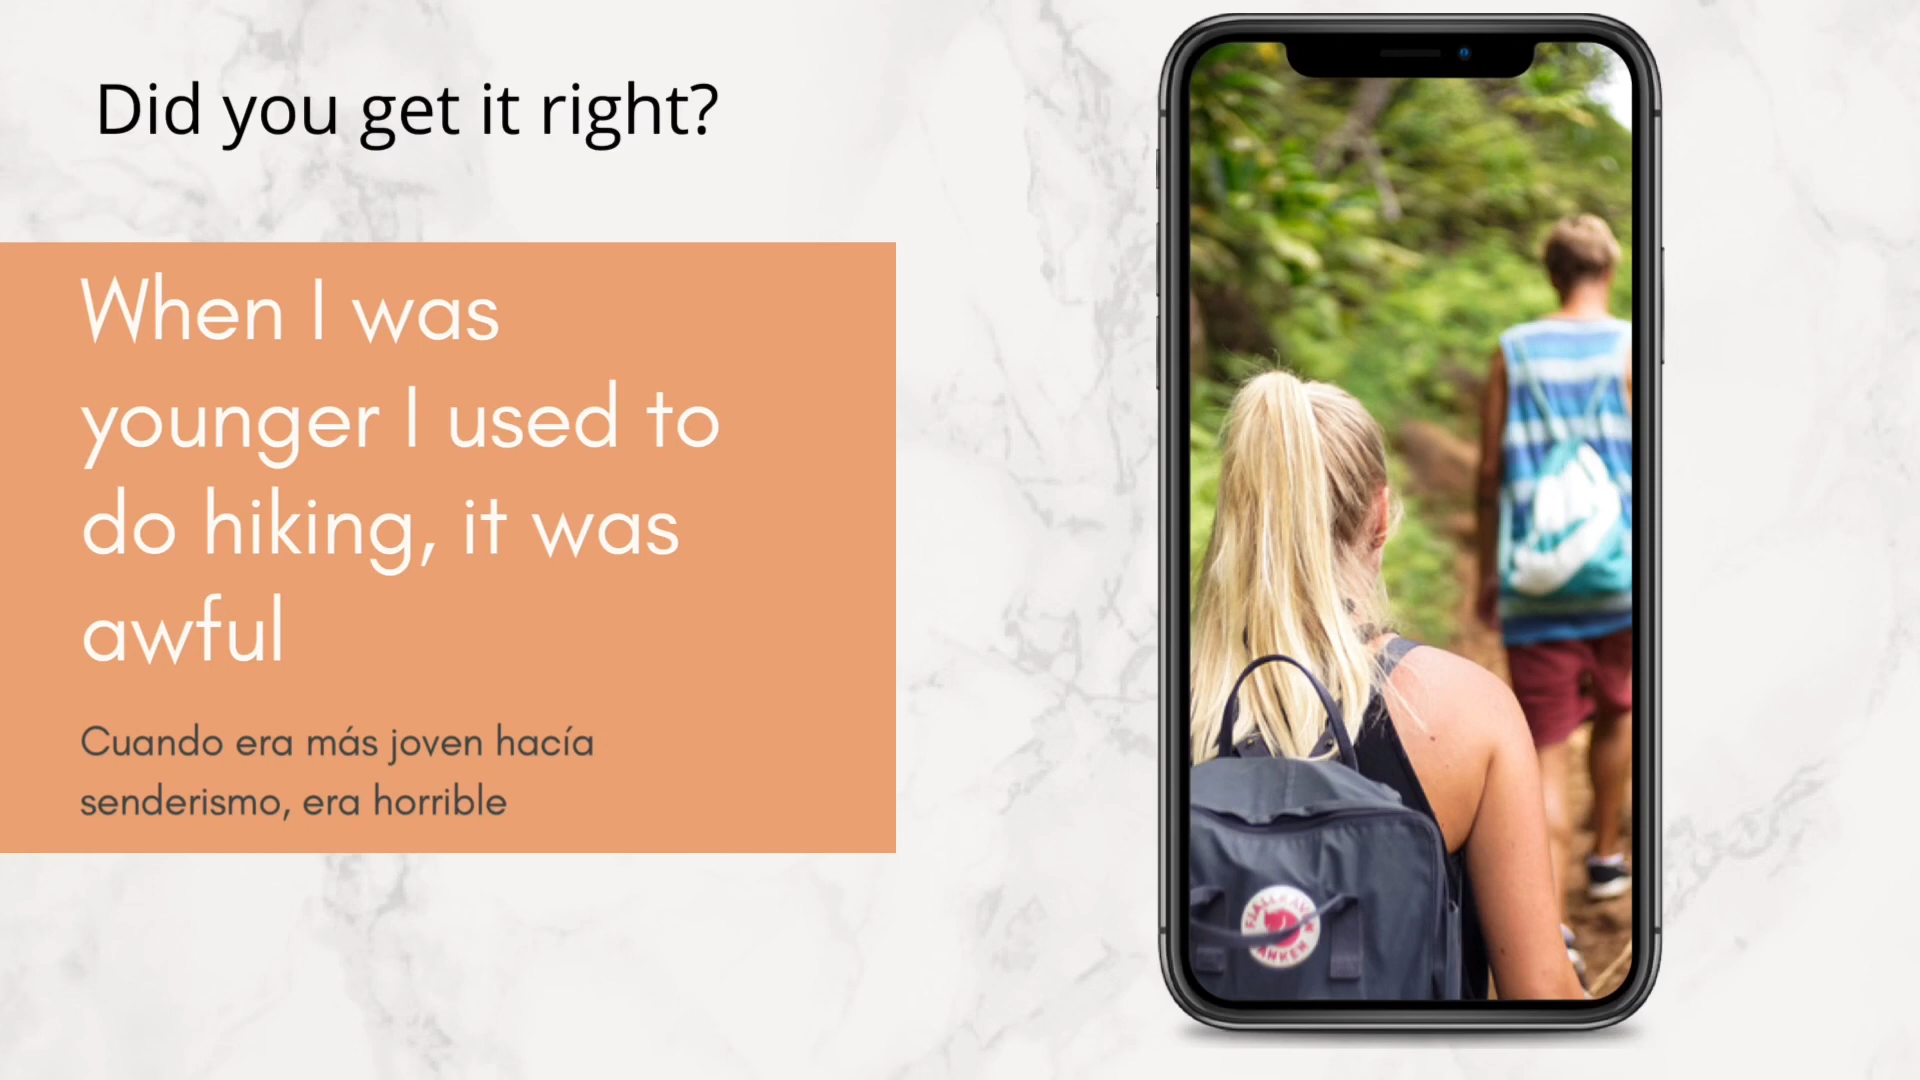 Did you get it right?
When I was
younger I used to
do hiking, it was
awful
Cuando era más joven hacía
senderismo, era horrible